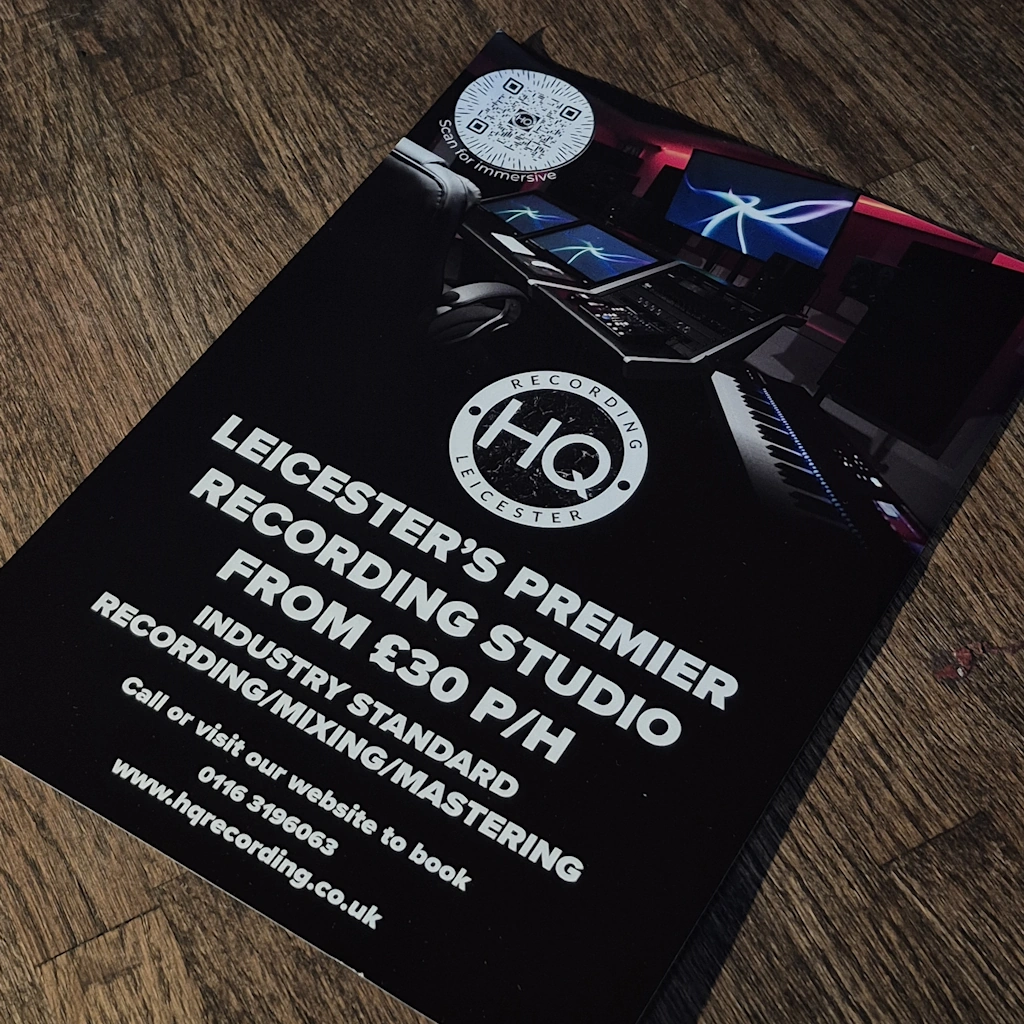 HQ
Scan for Immersive
RECORDING
HQ
LEICESTER
LEICESTER'S PREMIER
RECORDING STUDIO
FROM £30 P/H
INDUSTRY STANDARD
RECORDING/MIXING/MASTERING
Call or visit our website to book
0116 3196063
www.hqrecording.co.uk